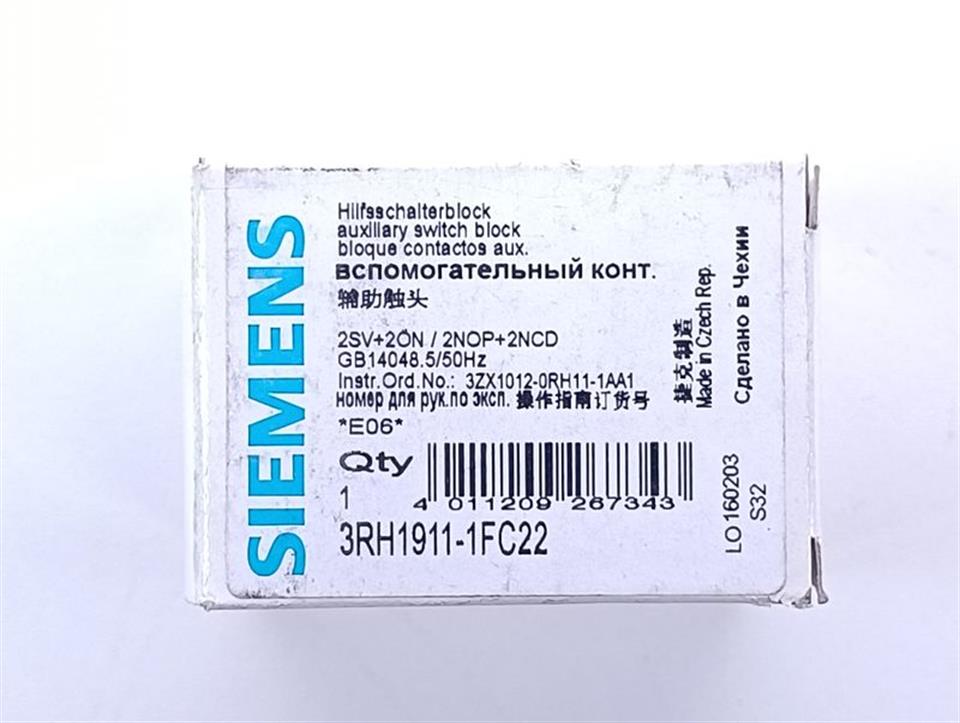 SIEMENS
Hilfsschalterblock
auxiliary switch block
bloque contactos aux.
вспомогательный конт.
辅助触头
2SV+2ÖN / 2NOP+2NCD
GB14048.5/50Hz
Instr.Ord.No.: 3ZX1012-0RH11-1AA1
номер для рук.по эксп. 操作指南订货号
*E06*
Qty
1
4 011209 267343
3RH1911-1FC22
捷克制造
Made in Czech Rep.
Сделано в Чехии
LO160203
S32